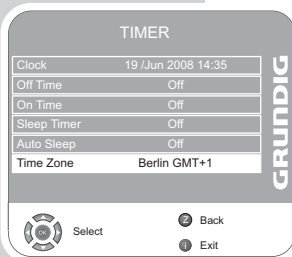 TIMER
Clock 19 /Jun 2008 14:35
Off Time Off
On Time Off
Sleep Timer Off
Auto Sleep Off
Time Zone Berlin GMT+1
GRUNDIG
OK Select
Z Back
i Exit